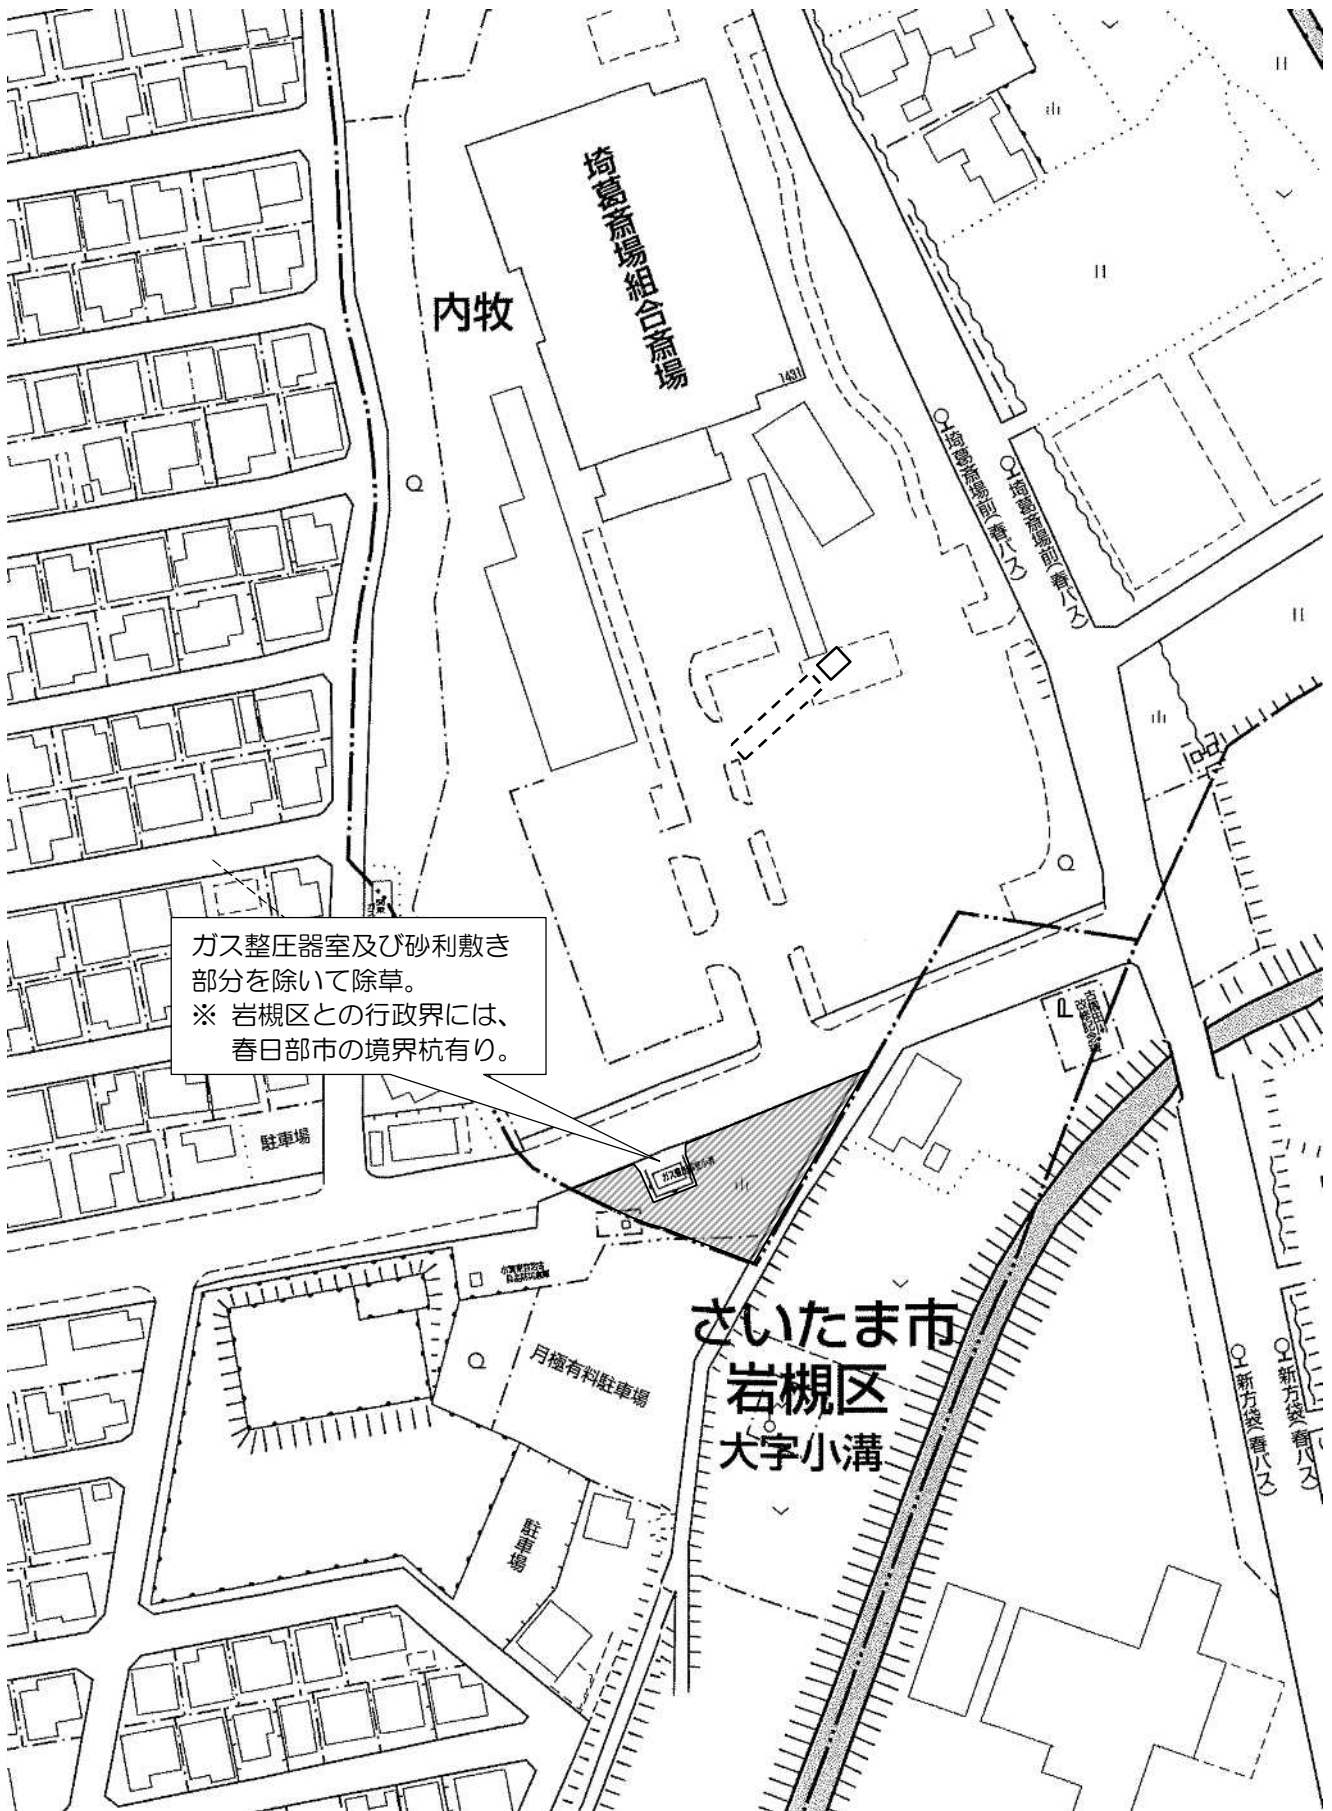 埼葛斎場組合斎場
内牧
1431
埼葛斎場前(春バス)
埼葛斎場前(春バス)
ガス整圧器室及び砂利敷き
部分を除いて除草。
※ 岩槻区との行政界には、
春日部市の境界杭有り。
駐車場
さいたま市
岩槻区
大字小溝
月極有料駐車場
駐車場
新方袋(春バス)
新方袋(春バス)